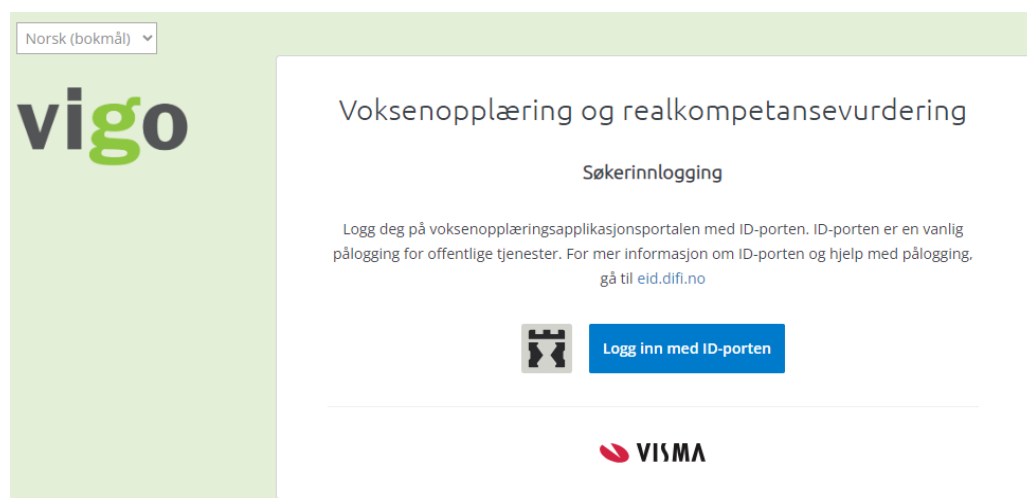 Norsk (bokmål)
vigo
Voksenopplæring og realkompetansevurdering
Søkerinnlogging
Logg deg på voksenopplæringsapplikasjonsportalen med ID-porten. ID-porten er en vanlig
pålogging for offentlige tjenester. For mer informasjon om ID-porten og hjelp med pålogging,
gå til eid.difi.no
Logg inn med ID-porten
VISMA